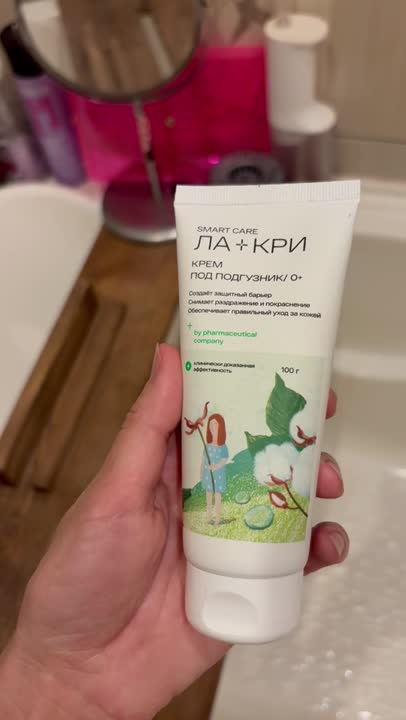 SMART CARE
ЛА КРИ
КРЕМ
ПОД ПОДГУЗНИК/ 0+
Создаёт защитный барьер
Снимает раздражение и покраснение
Обеспечивает правильный уход за кожей
by pharmaceutical
company
клинически доказанная
эффективность
100 г